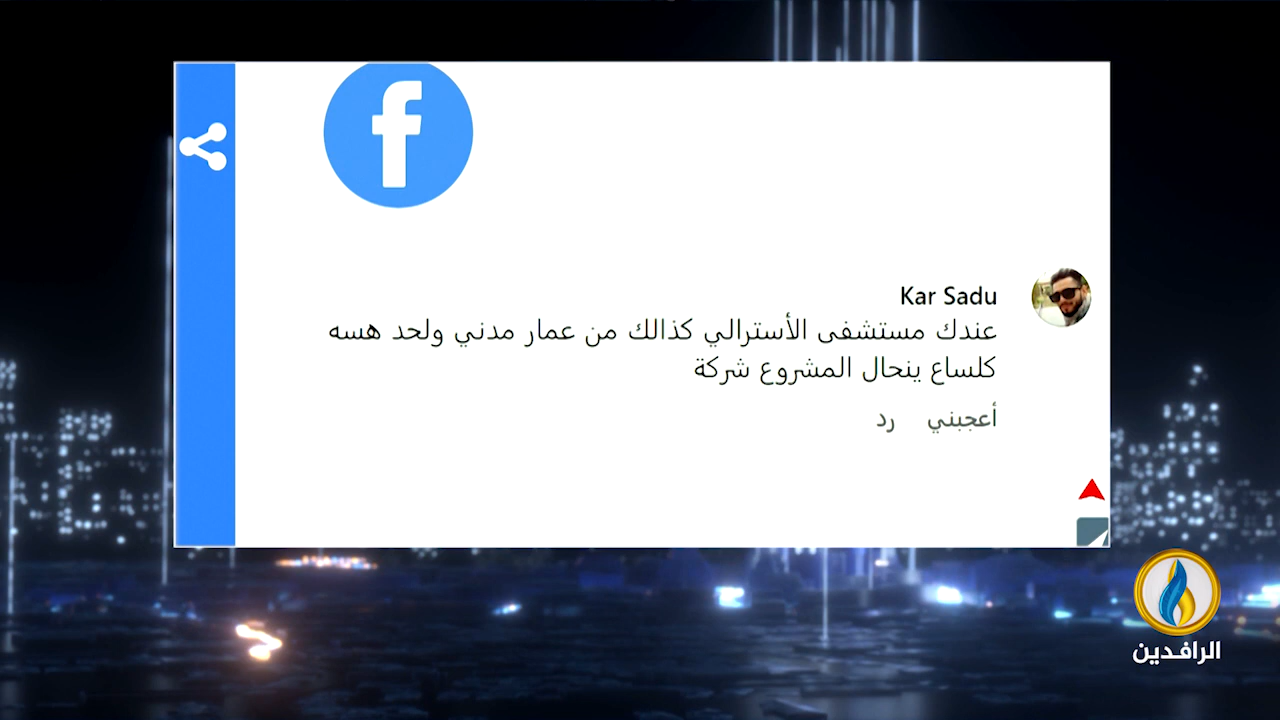 Kar Sadu
عندك مستشفى الأسترالي كذالك من عمار مدني ولحد هسه
كلساع ينحال المشروع شركة
أعجبني رد
الرافدين